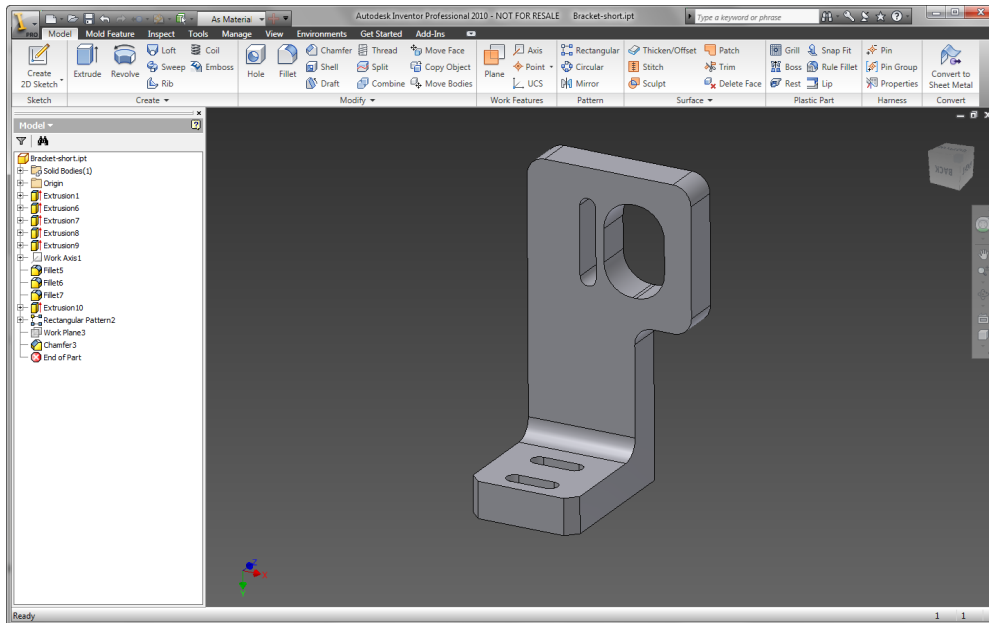 As Material
Autodesk Inventor Professional 2010 - NOT FOR RESALE Bracket-short.ipt
Type a keyword or phrase
PRO
Model Mold Feature Inspect Tools Manage View Environments Get Started Add-Ins
Create 2D Sketch
Extrude
Revolve
Loft
Coil
Sweep
Emboss
Rib
Hole
Fillet
Chamfer
Thread
Move Face
Shell
Split
Copy Object
Draft
Combine
Move Bodies
Plane
Axis
Point
UCS
Rectangular
Circular
Mirror
Thicken/Offset
Patch
Stitch
Trim
Sculpt
Delete Face
Grill
Snap Fit
Boss
Rule Fillet
Rest
Lip
Pin
Pin Group
Properties
Convert to Sheet Metal
Sketch Create Modify Work Features Pattern Surface Plastic Part Harness Convert
Model
Bracket-short.ipt
Solid Bodies(1)
Origin
Extrusion1
Extrusion6
Extrusion7
Extrusion8
Extrusion9
Work Axis1
Fillet5
Fillet6
Fillet7
Extrusion10
Rectangular Pattern2
Work Plane3
Chamfer3
End of Part
BACK
Z
X
Y
Ready
1 1